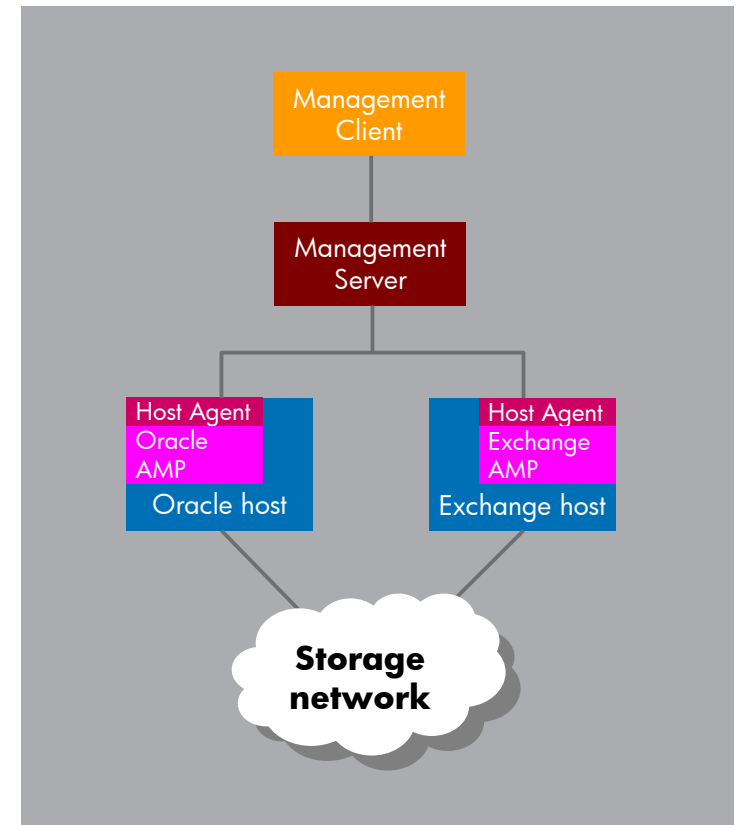 Management
Client
Management
Server
Host Agent
Oracle
AMP
Oracle host
Host Agent
Exchange
AMP
Exchange host
Storage
network